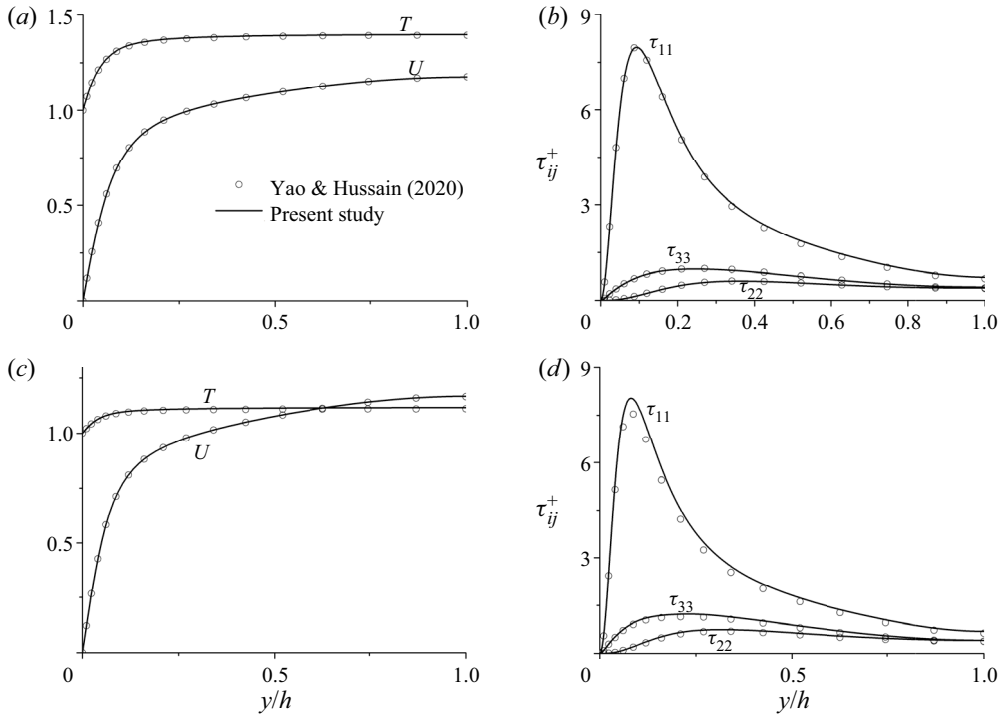 (a)
1.5
1.0
0.5
0
0.5
1.0
T
U
Yao & Hussain (2020)
Present study
(b)
9
6
3
0
0.2
0.4
0.6
0.8
1.0
τ⁺ij
τ11
τ33
τ22
(c)
1.0
0.5
0
0.5
1.0
T
U
y/h
(d)
9
6
3
0
0.5
1.0
τ⁺ij
τ11
τ33
τ22
y/h